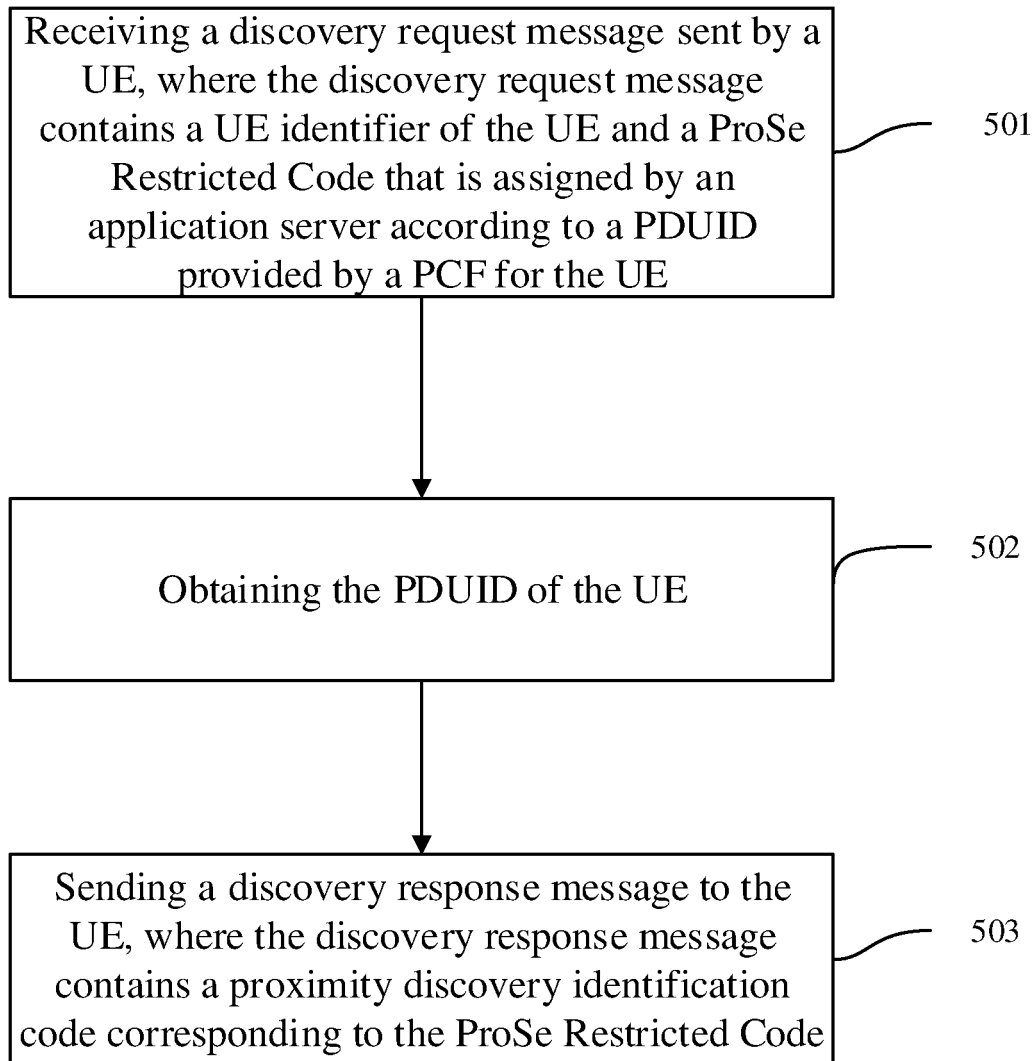 Receiving a discovery request message sent by a
UE, where the discovery request message
contains a UE identifier of the UE and a ProSe
Restricted Code that is assigned by an
application server according to a PDUID
provided by a PCF for the UE
501
Obtaining the PDUID of the UE
502
Sending a discovery response message to the
UE, where the discovery response message
contains a proximity discovery identification
code corresponding to the ProSe Restricted Code
503